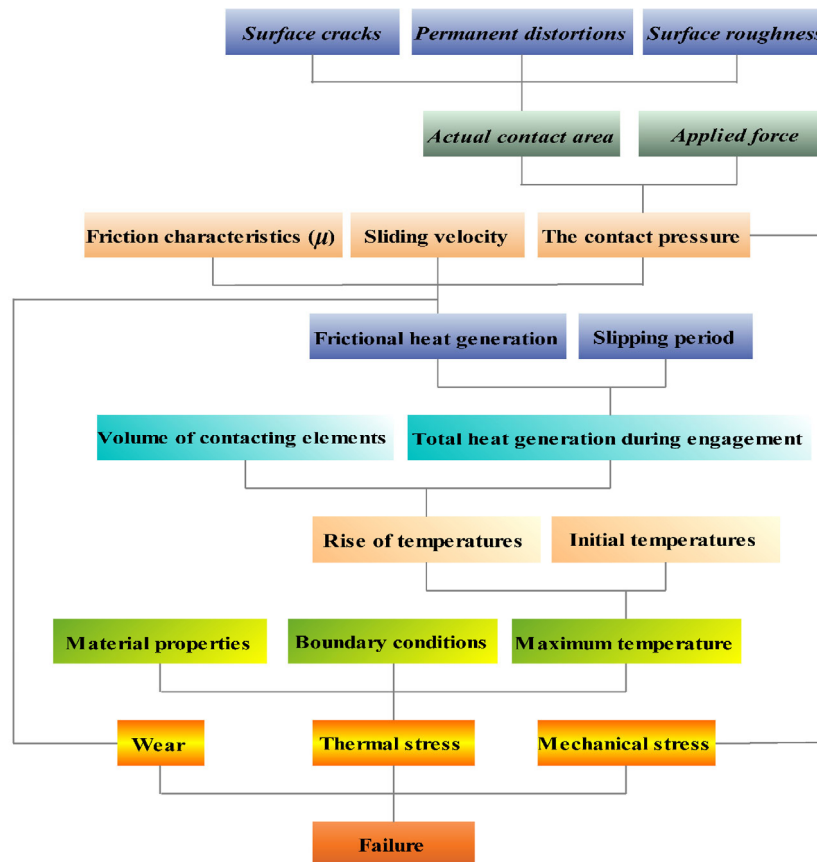 Surface cracks
Permanent distortions
Surface roughness
Actual contact area
Applied force
Friction characteristics (μ)
Sliding velocity
The contact pressure
Frictional heat generation
Slipping period
Volume of contacting elements
Total heat generation during engagement
Rise of temperatures
Initial temperatures
Material properties
Boundary conditions
Maximum temperature
Wear
Thermal stress
Mechanical stress
Failure